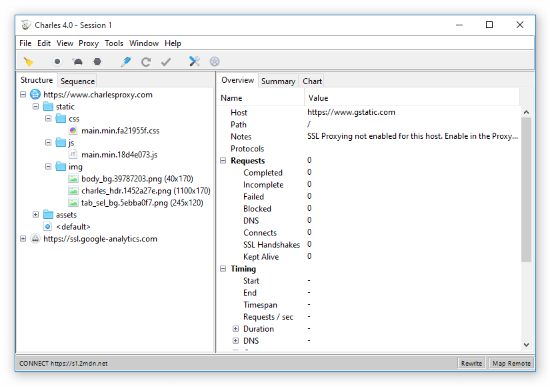 Charles 4.0 - Session 1
File Edit View Proxy Tools Window Help
Structure Sequence
https://www.charlesproxy.com
static
css
main.min.fa21955f.css
js
main.min.18d4e073.js
img
body_bg.39787203.png (40x170)
charles_hdr.1452a27e.png (1100x170)
tab_sel_bg.5ebba0f7.png (245x120)
assets
<default>
https://ssl.google-analytics.com
Overview Summary Chart
Name Value
Host https://www.gstatic.com
Path /
Notes SSL Proxying not enabled for this host. Enable in the Proxy...
Protocols
Requests 0
Completed 0
Incomplete 0
Failed 0
Blocked 0
DNS 0
Connects 0
SSL Handshakes 0
Kept Alive 0
Timing
Start -
End -
Timespan -
Requests / sec -
Duration -
DNS -
CONNECT https://s1.2mdn.net
Rewrite Map Remote